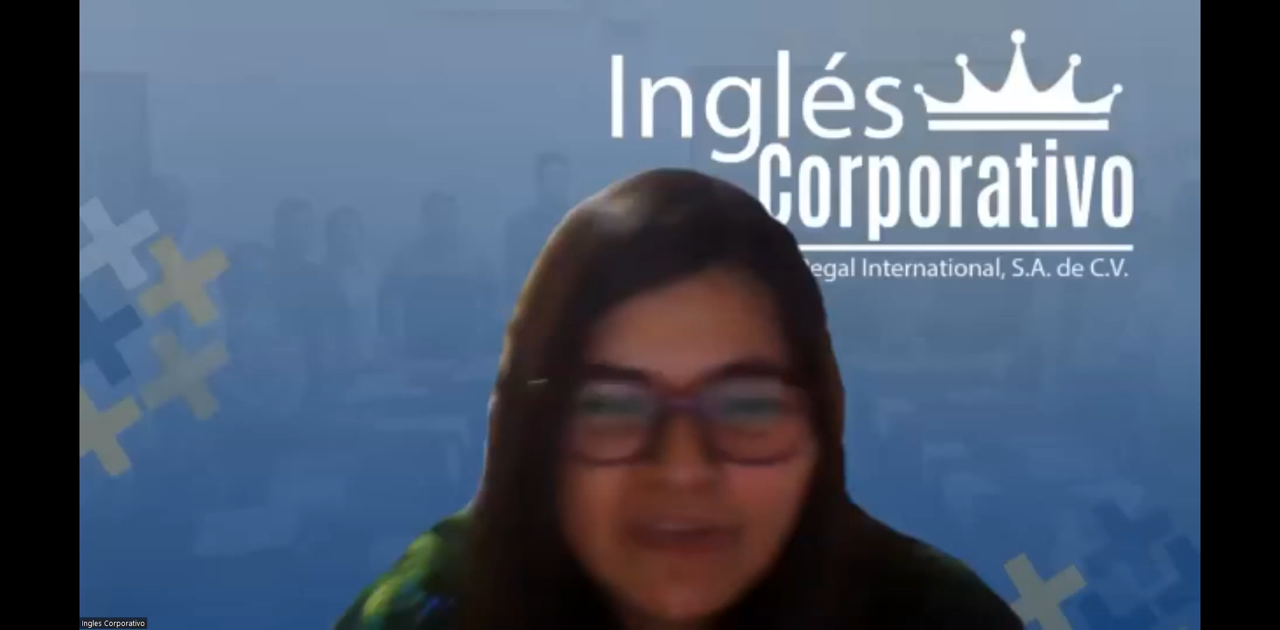 Inglés
Corporativo
Regal International, S.A. de C.V.
Ingles Corporativo